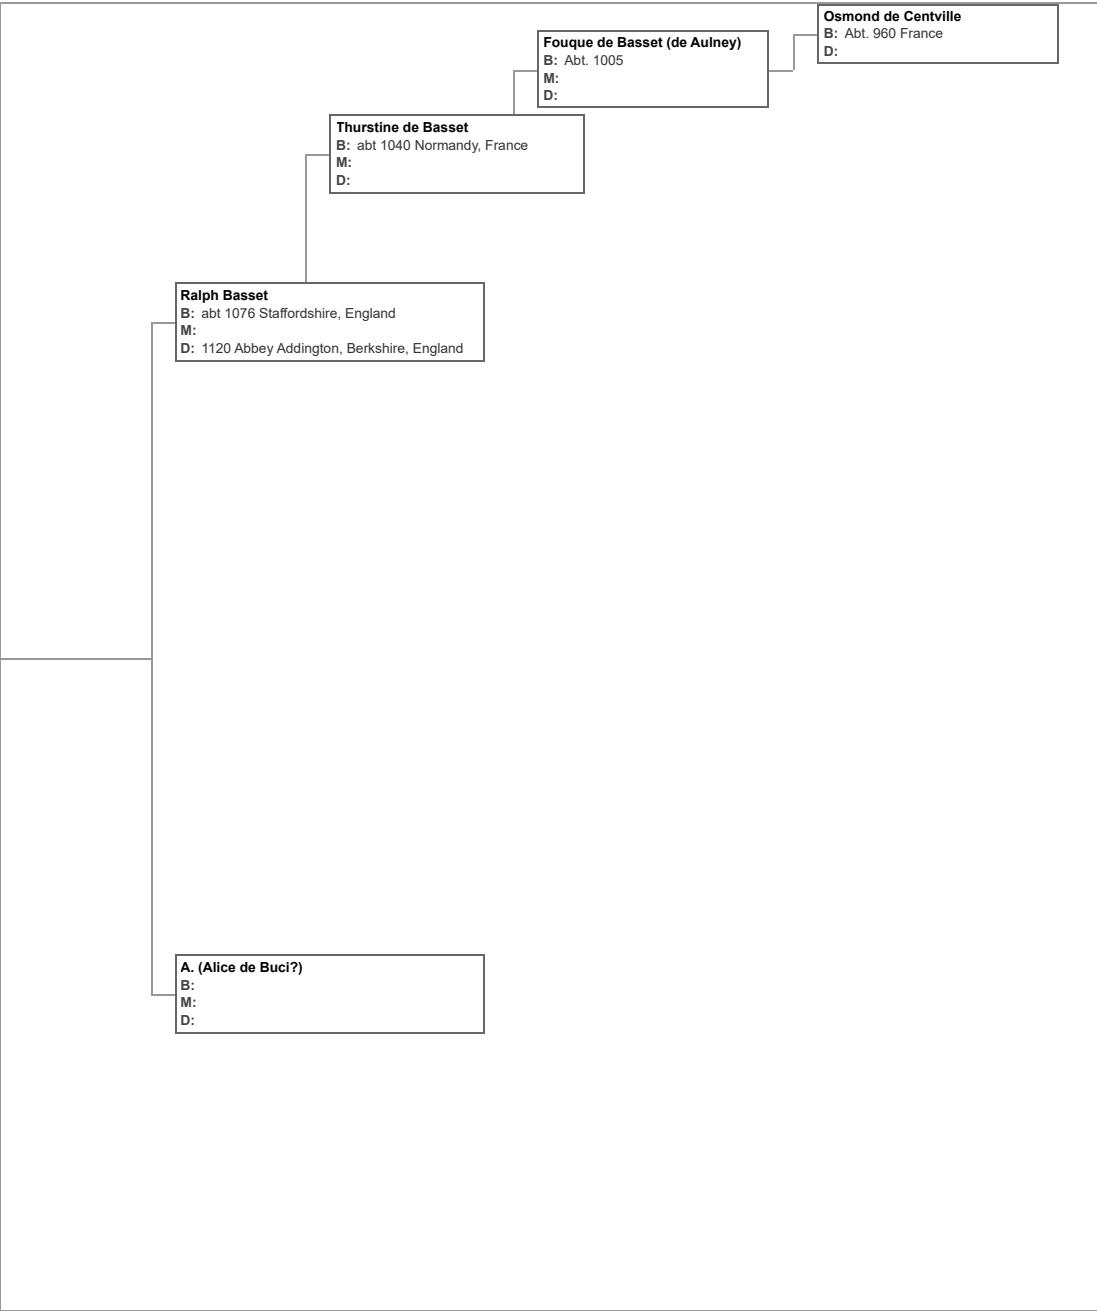 Osmond de Centville
B: Abt. 960 France
D:
Fouque de Basset (de Aulney)
B: Abt. 1005
M:
D:
Thurstine de Basset
B: abt 1040 Normandy, France
M:
D:
Ralph Basset
B: abt 1076 Staffordshire, England
M:
D: 1120 Abbey Addington, Berkshire, England
A. (Alice de Buci?)
B:
M:
D: